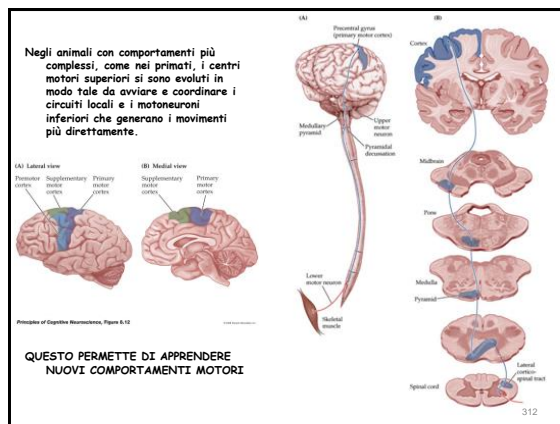 Negli animali con comportamenti più
complessi, come nei primati, i centri
motori superiori si sono evoluti in
modo tale da avviare e coordinare i
circuiti locali e i motoneuroni
inferiori che generano i movimenti
più direttamente.
(A) Lateral view
Premotor cortex
Supplementary motor cortex
Primary motor cortex
(B) Medial view
Supplementary motor cortex
Primary motor cortex
Principles of Cognitive Neuroscience, Figure
QUESTO PERMETTE DI APPRENDERE
NUOVI COMPORTAMENTI MOTORI
(A)
Precentral gyrus
(primary motor cortex)
Medullary
pyramid
Upper
motor
neuron
Pyramidal
decussation
Lower
motor neuron
Skeletal
muscle
(B)
Cortex
Midbrain
Pons
Medulla
Pyramid
Lateral
cortico-
spinal tract
Spinal cord
312